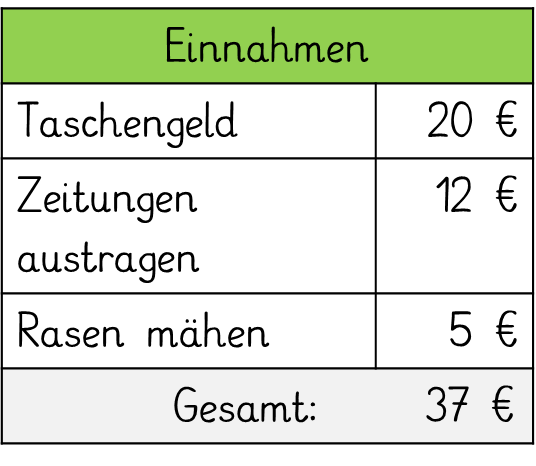 Einnahmen
Taschengeld 20 €
Zeitungen 12 €
austragen
Rasen mähen 5 €
Gesamt: 37 €